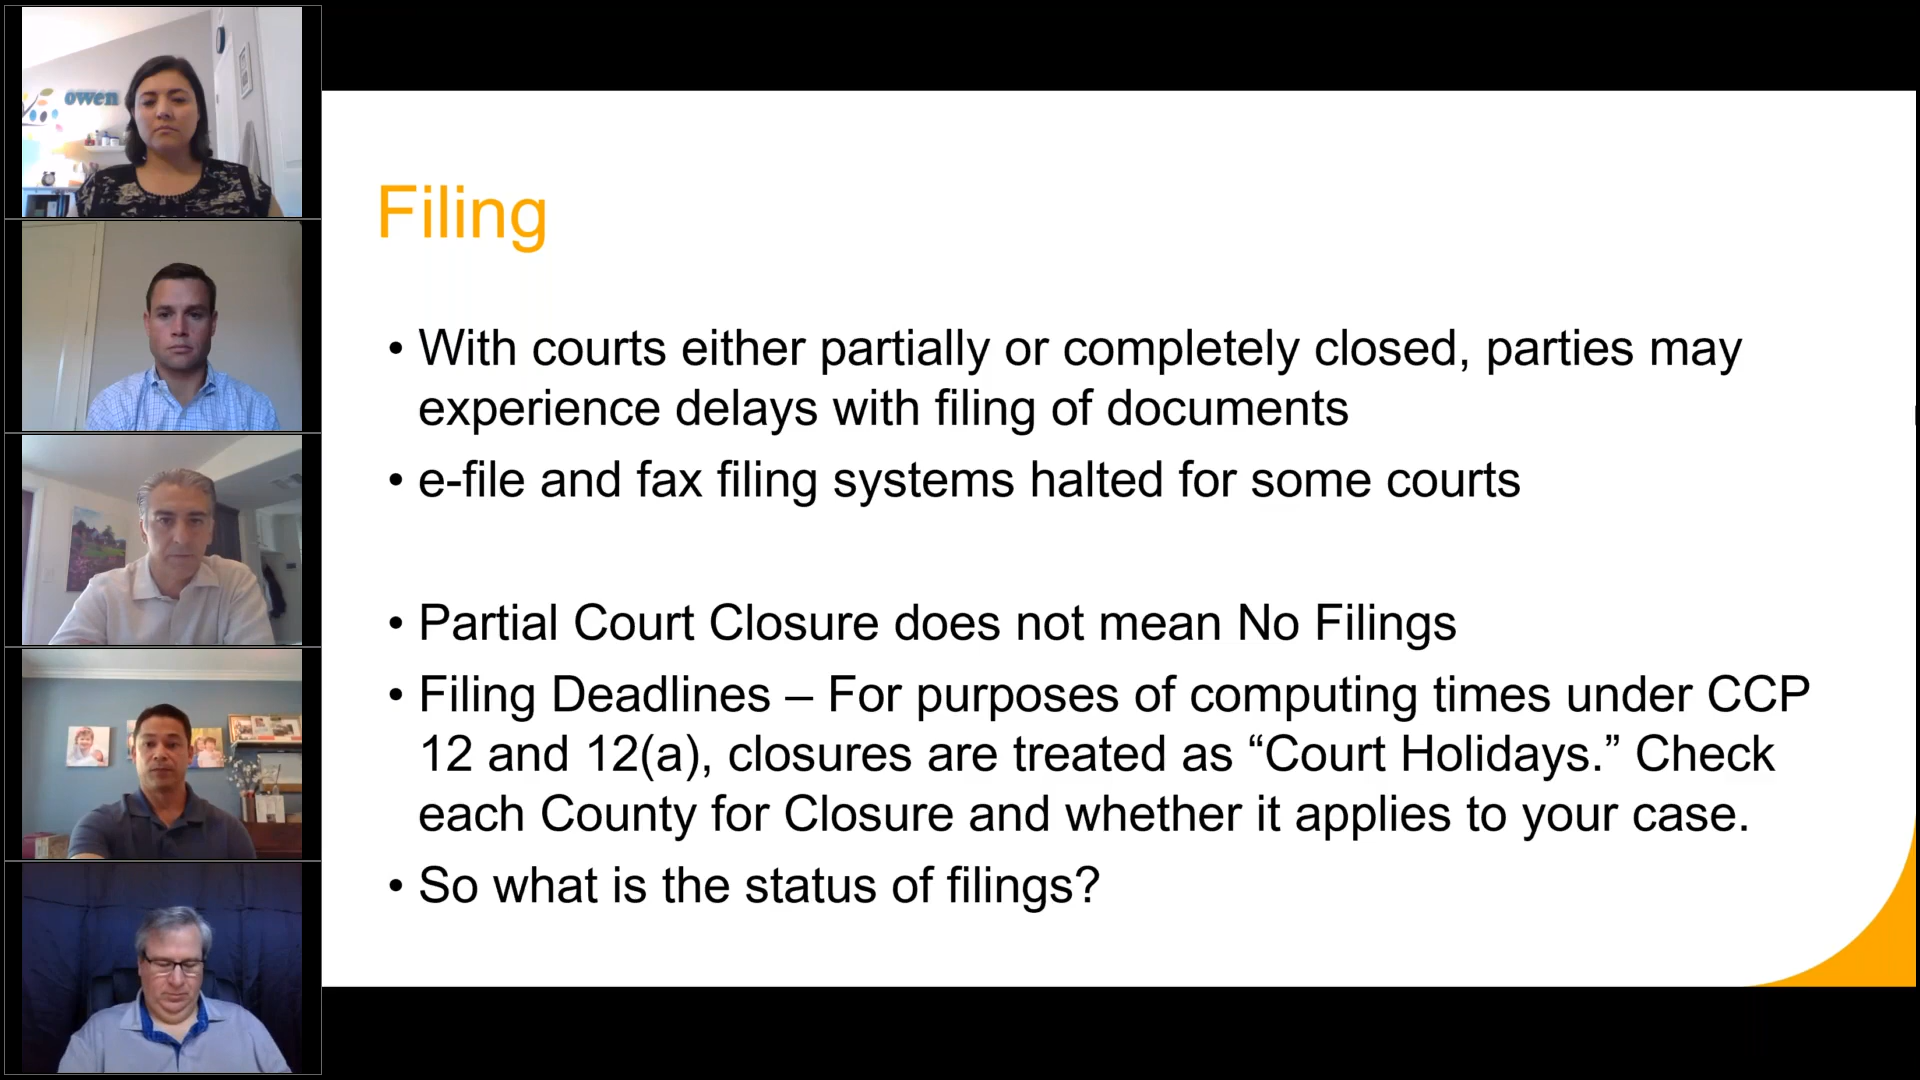 owen
Filing
• With courts either partially or completely closed, parties may
experience delays with filing of documents
• e-file and fax filing systems halted for some courts
• Partial Court Closure does not mean No Filings
• Filing Deadlines – For purposes of computing times under CCP
12 and 12(a), closures are treated as “Court Holidays.” Check
each County for Closure and whether it applies to your case.
• So what is the status of filings?